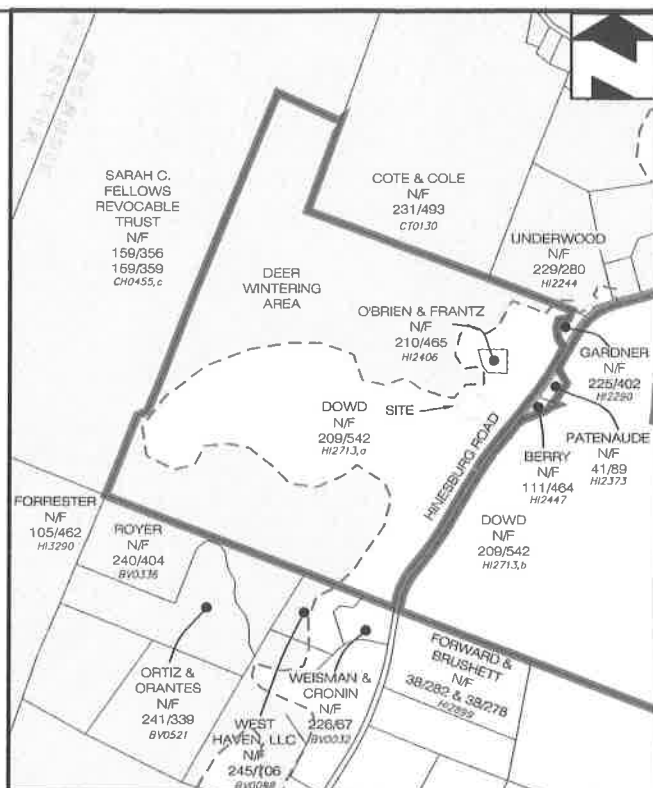 SARAH C.
FELLOWS
REVOCABLE
TRUST
N/F
159/356
159/359
CH0455,c
COTE & COLE
N/F
231/493
CT0130
UNDERWOOD
N/F
229/280
HI2244
DEER
WINTERING
AREA
O'BRIEN & FRANTZ
N/F
210/465
HI2406
GARDNER
N/F
225/402
HI2290
DOWD
N/F
209/542
HI2713,a
SITE
HINESBURG ROAD
PATENAUDE
N/F
41/89
HI2373
BERRY
N/F
111/464
HI2447
DOWD
N/F
209/542
HI2713,b
FORRESTER
N/F
105/462
HI3290
ROYER
N/F
240/404
BV0336
ORTIZ &
ORANTES
N/F
241/339
BV0521
WEST
HAVEN, LLC
N/F
245/706
BV0088
WEISMAN &
CRONIN
N/F
226/67
BV0032
FORWARD &
BRUSHETT
N/F
38/282 & 38/278
HI2899